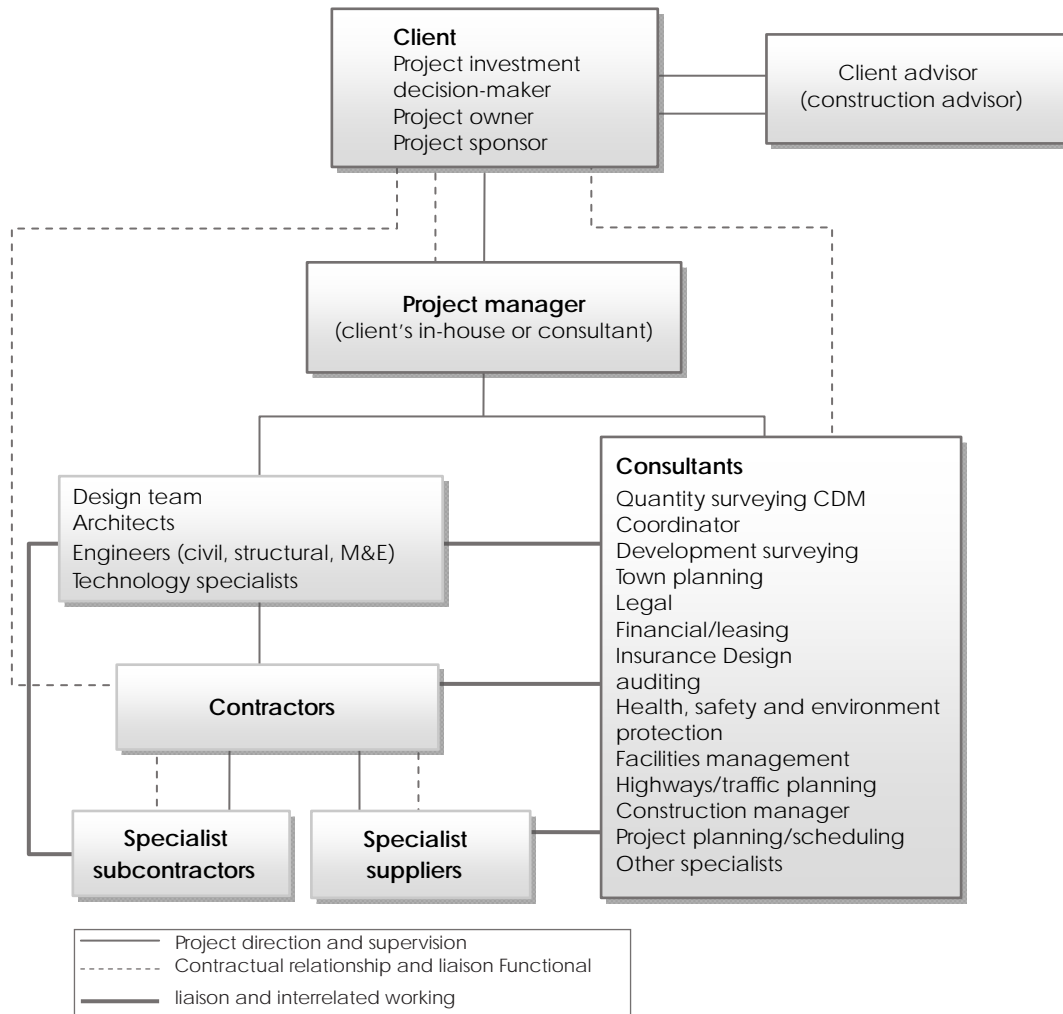 Client
Project investment
decision-maker
Project owner
Project sponsor
Client advisor
(construction advisor)
Project manager
(client's in-house or consultant)
Design team
Architects
Engineers (civil, structural, M&E)
Technology specialists
Consultants
Quantity surveying CDM
Coordinator
Development surveying
Town planning
Legal
Financial/leasing
Insurance Design
auditing
Health, safety and environment
protection
Facilities management
Highways/traffic planning
Construction manager
Project planning/scheduling
Other specialists
Contractors
Specialist
subcontractors
Specialist
suppliers
Project direction and supervision
Contractual relationship and liaison Functional
liaison and interrelated working